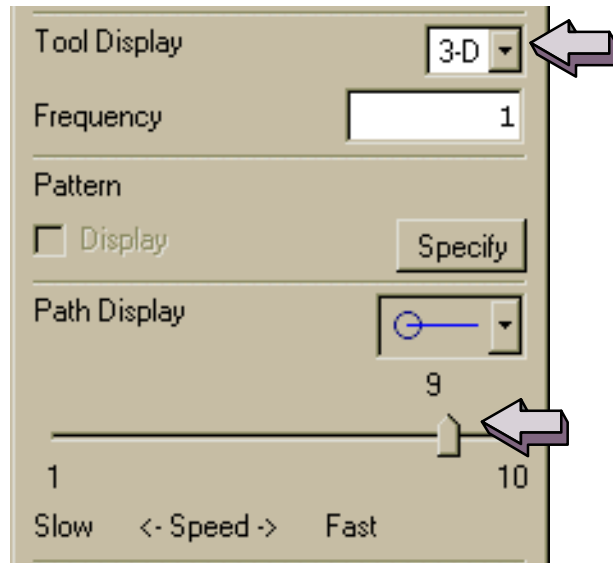 Tool Display 3-D
Frequency 1
Pattern
Display Specify
Path Display
9
1 10
Slow <- Speed -> Fast